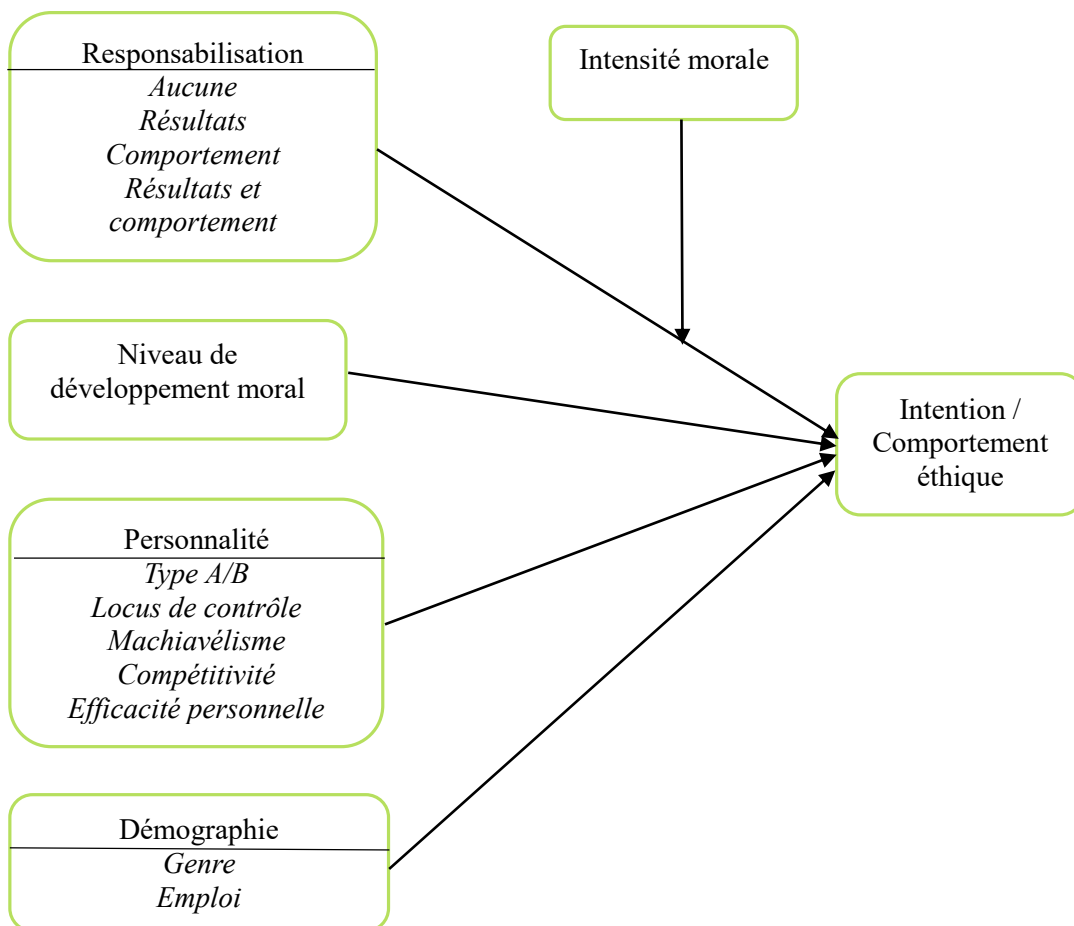 Responsabilisation
Aucune
Résultats
Comportement
Résultats et
comportement
Intensité morale
Niveau de
développement moral
Intention /
Comportement
éthique
Personnalité
Type A/B
Locus de contrôle
Machiavélisme
Compétitivité
Efficacité personnelle
Démographie
Genre
Emploi